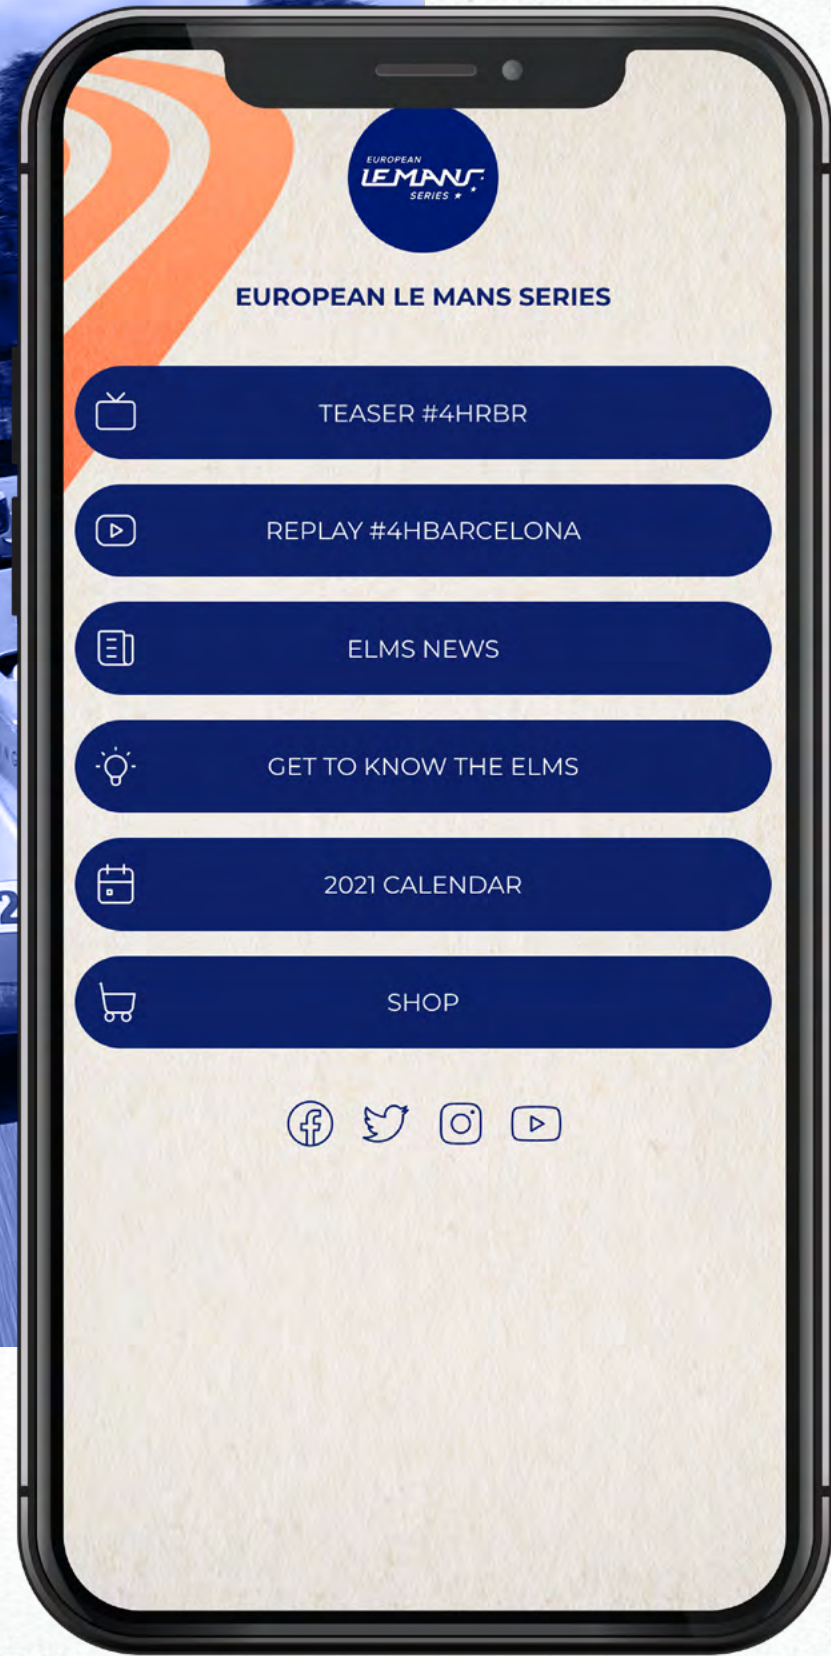 EUROPEAN
LE MANS
SERIES
EUROPEAN LE MANS SERIES
TEASER #4HRBR
REPLAY #4HBARCELONA
ELMS NEWS
GET TO KNOW THE ELMS
2021 CALENDAR
SHOP
2